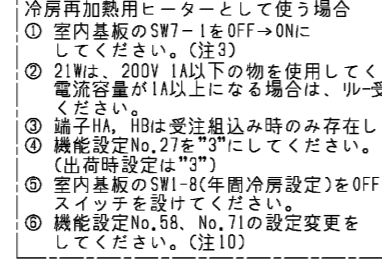 冷房再加熱用ヒーターとして使う場合
① 室内基板のSW7-1をOFF→ONに
してください。(注3)
② 21Wは、200V 1A以下の物を使用してく
電流容量が1A以上になる場合は、リレー受
ください。
③ 端子HA, HBは受注組込み時のみ存在し
④ 機能設定No.27を"3"にしてください。
(出荷時設定は"3")
⑤ 室内基板のSW1-8(年間冷房設定)をOFF
スイッチを設けてください。
⑥ 機能設定No.58、No.71の設定変更を
してください。(注10)